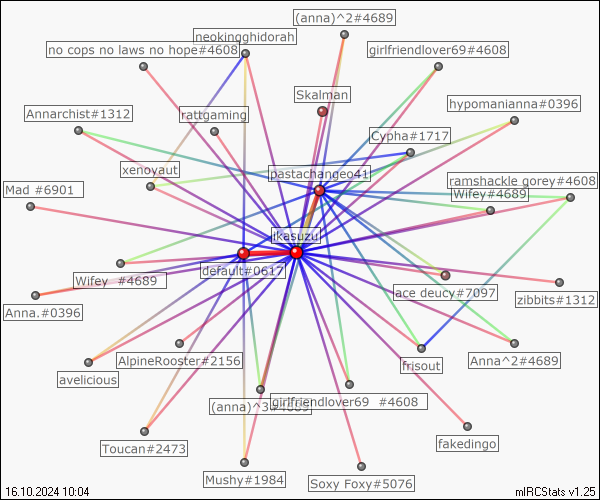 (anna)^2#4689
neokingghidorah
no cops no laws no hope#4608
girlfriendlover69#4608
Skalman
hypomanianna#0396
Annarchist#1312
rattgaming
Cypha#1717
xenoyaut
pastachangeo41
ramshackle gorey#4608
Mad #6901
Wifey#4689
ikasuzu
default#0617
Wifey  #4689
ace deucy#7097
zibbits#1312
Anna.#0396
AlpineRooster#2156
Anna^2#4689
frisout
avelicious
(anna)^3#4689
girlfriendlover69  #4608
Toucan#2473
fakedingo
Mushy#1984
Soxy Foxy#5076
16.10.2024 10:04
mIRCStats v1.25